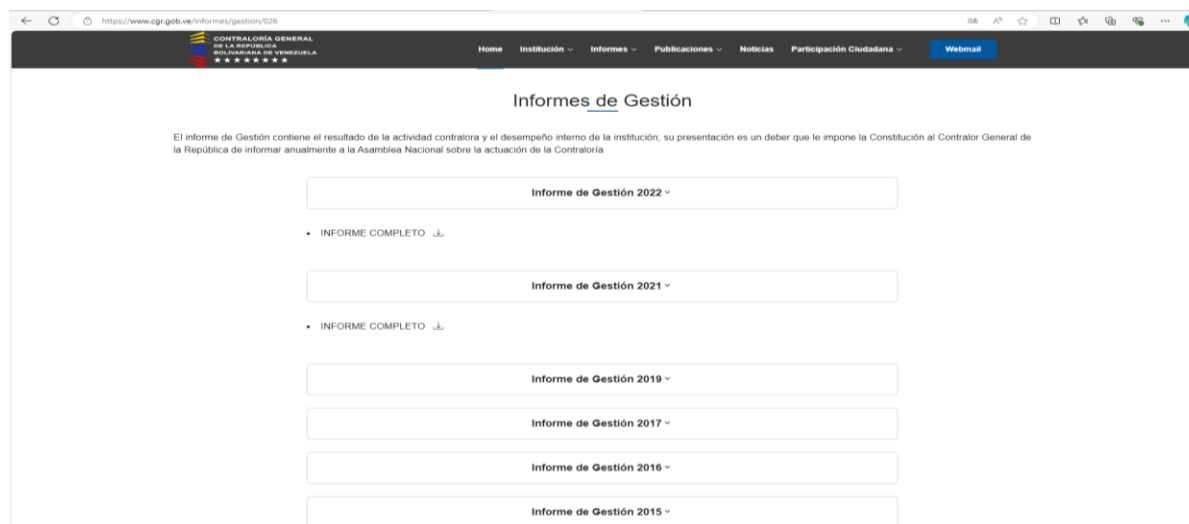 https://www.cgr.gob.ve/informes/gestion/026
CONTRALORÍA GENERAL
DE LA REPÚBLICA
BOLIVARIANA DE VENEZUELA
Home Institución Informes Publicaciones Noticias Participación Ciudadana Webmail
Informes de Gestión
El informe de Gestión contiene el resultado de la actividad contralora y el desempeño interno de la institución; su presentación es un deber que le impone la Constitución al Contralor General de
la República de informar anualmente a la Asamblea Nacional sobre la actuación de la Contraloría
Informe de Gestión 2022
• INFORME COMPLETO
Informe de Gestión 2021
• INFORME COMPLETO
Informe de Gestión 2019
Informe de Gestión 2017
Informe de Gestión 2016
Informe de Gestión 2015